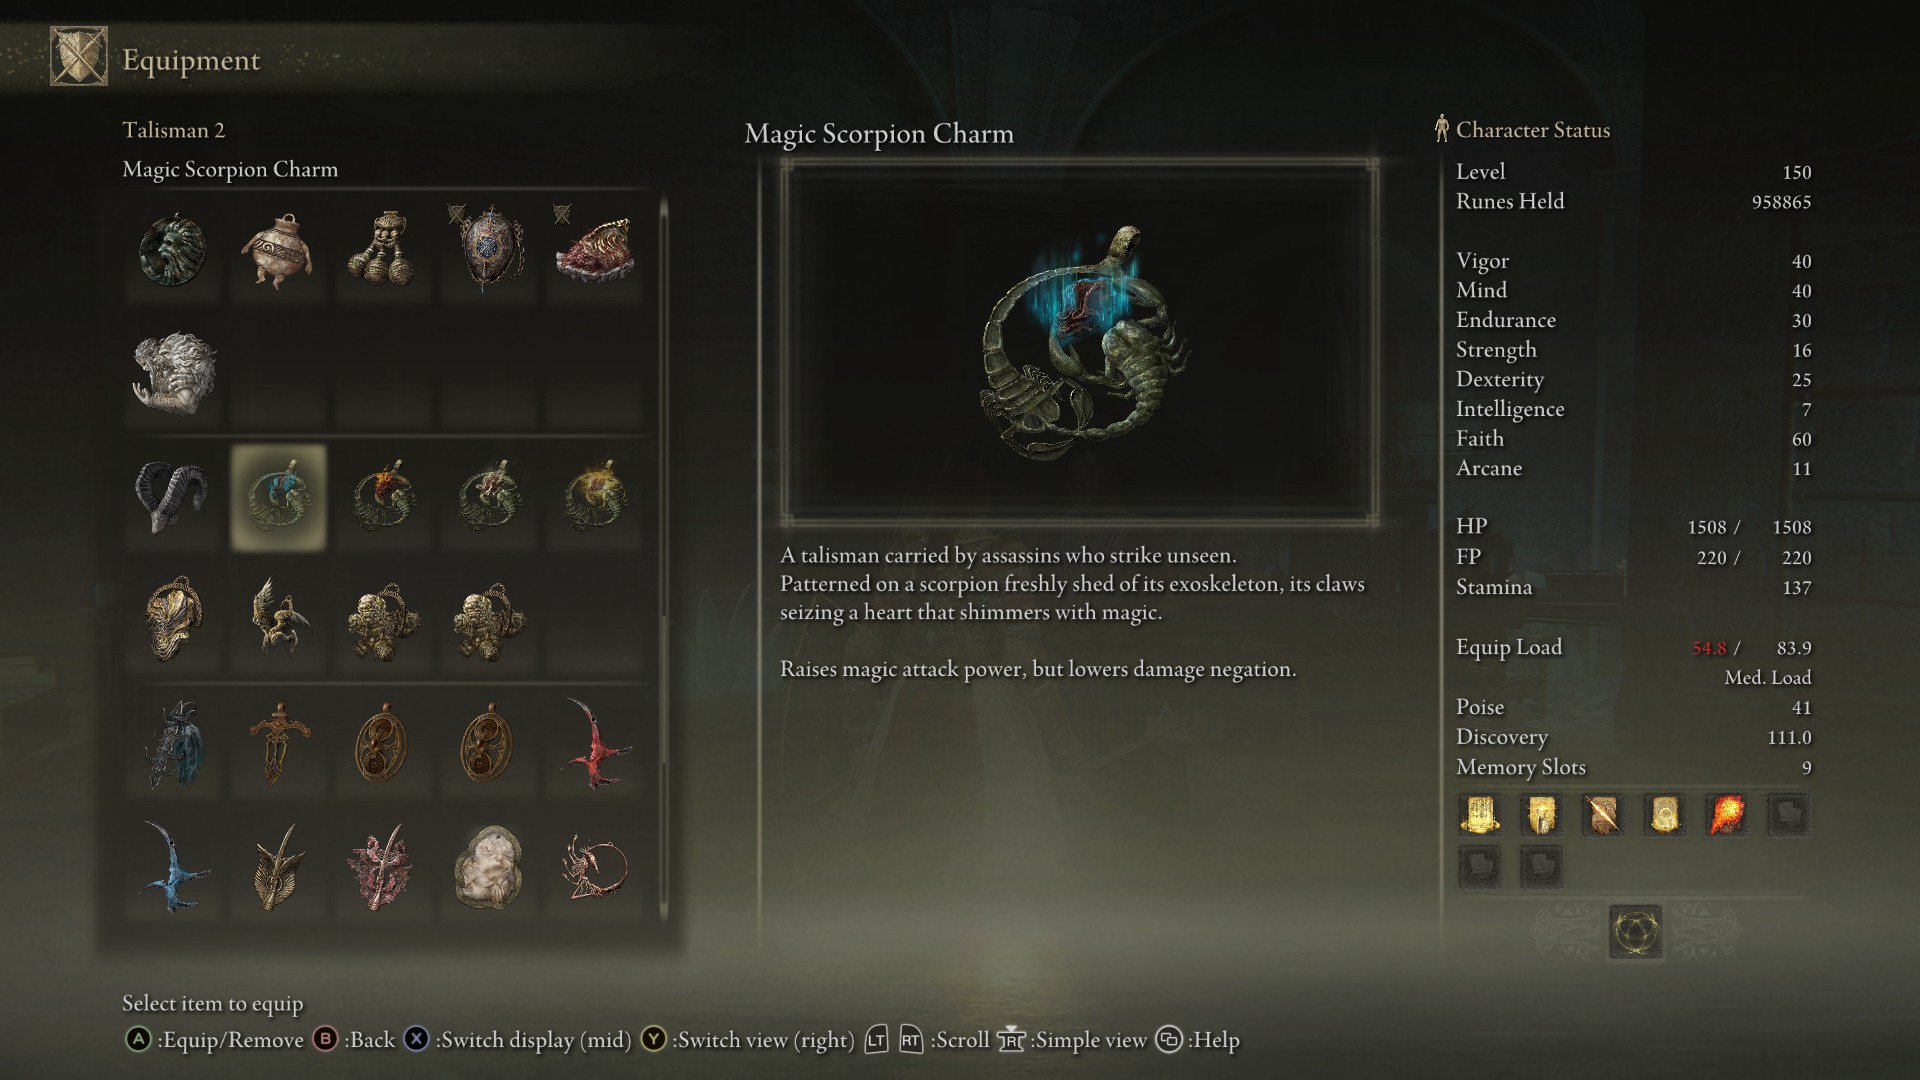 Equipment
Talisman 2
Magic Scorpion Charm
Magic Scorpion Charm
A talisman carried by assassins who strike unseen.
Patterned on a scorpion freshly shed of its exoskeleton, its claws
seizing a heart that shimmers with magic.
Raises magic attack power, but lowers damage negation.
Character Status
Level 150
Runes Held 958865
Vigor 40
Mind 40
Endurance 30
Strength 16
Dexterity 25
Intelligence 7
Faith 60
Arcane 11
HP 1508 / 1508
FP 220 / 220
Stamina 137
Equip Load 54.8 / 83.9
Med. Load
Poise 41
Discovery 111.0
Memory Slots 9
Select item to equip
A :Equip/Remove B :Back X :Switch display (mid) Y :Switch view (right) LT RT :Scroll R :Simple view :Help